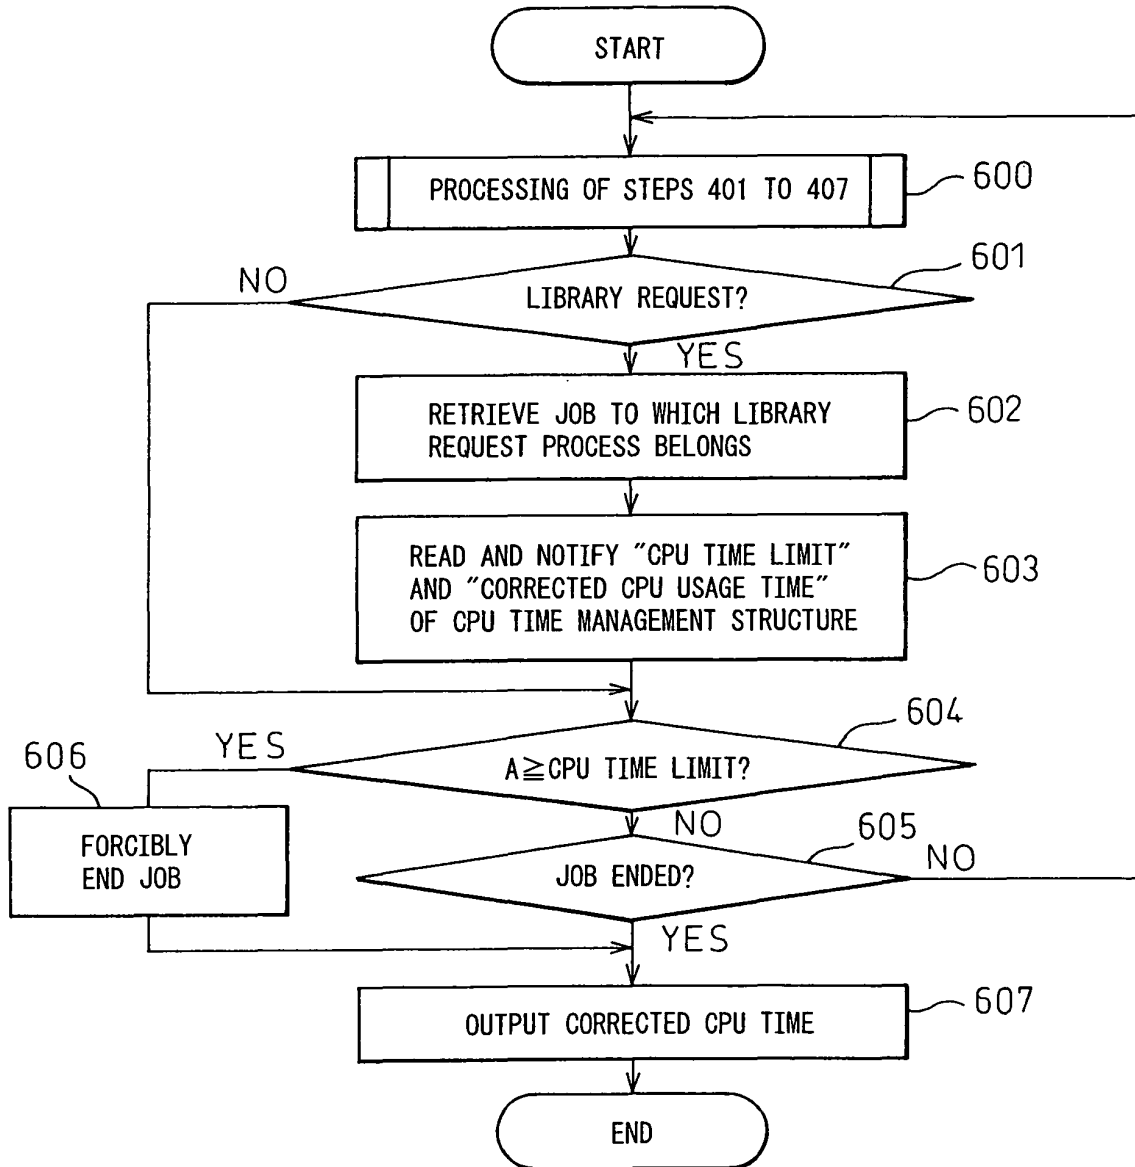 START
PROCESSING OF STEPS 401 TO 407
600
601
NO
LIBRARY REQUEST?
YES
RETRIEVE JOB TO WHICH LIBRARY
REQUEST PROCESS BELONGS
602
READ AND NOTIFY "CPU TIME LIMIT"
AND "CORRECTED CPU USAGE TIME"
OF CPU TIME MANAGEMENT STRUCTURE
603
604
606
YES
A≧CPU TIME LIMIT?
NO
605
NO
FORCIBLY
END JOB
JOB ENDED?
YES
OUTPUT CORRECTED CPU TIME
607
END